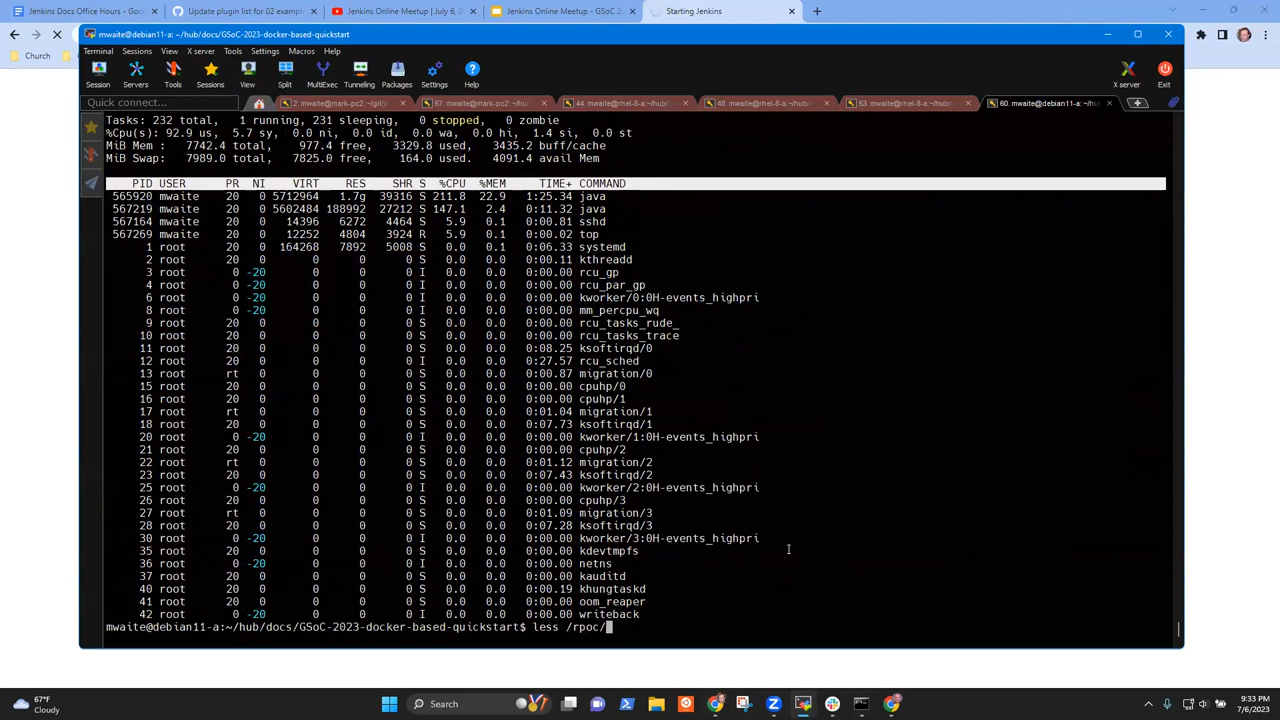 Jenkins Docs Office Hours - Goo
Update plugin list for 02 examp
Jenkins Online Meetup | July 6, 2
Jenkins Online Meetup - GSoC 2
Starting Jenkins
Church
mwaite@debian11-a: ~/hub/docs/GSoC-2023-docker-based-quickstart
Terminal Sessions View X server Tools Settings Macros Help
Session Servers Tools Sessions View Split MultiExec Tunneling Packages Settings Help X server Exit
Quick connect...
2. mwaite@mark-pc2: ~/git/je
57. mwaite@mark-pc2: ~/hub
44. mwaite@rhel-8-a: ~/hub/
48. mwaite@rhel-8-a: ~/hub/
53. mwaite@rhel-8-a: ~/hub/
60. mwaite@debian11-a: ~/hu
Tasks: 232 total, 1 running, 231 sleeping, 0 stopped, 0 zombie
%Cpu(s): 92.9 us, 5.7 sy, 0.0 ni, 0.0 id, 0.0 wa, 0.0 hi, 1.4 si, 0.0 st
MiB Mem : 7742.4 total, 977.4 free, 3329.8 used, 3435.2 buff/cache
MiB Swap: 7989.0 total, 7825.0 free, 164.0 used. 4091.4 avail Mem
PID USER PR NI VIRT RES SHR S %CPU %MEM TIME+ COMMAND
565920 mwaite 20 0 5712964 1.7g 39316 S 211.8 22.9 1:25.34 java
567219 mwaite 20 0 5602484 188992 27212 S 147.1 2.4 0:11.32 java
567164 mwaite 20 0 14396 6272 4464 S 5.9 0.1 0:00.81 sshd
567269 mwaite 20 0 12252 4804 3924 R 5.9 0.1 0:00.02 top
1 root 20 0 164268 7892 5008 S 0.0 0.1 0:06.33 systemd
2 root 20 0 0 0 0 S 0.0 0.0 0:00.11 kthreadd
3 root 0 -20 0 0 0 I 0.0 0.0 0:00.00 rcu_gp
4 root 0 -20 0 0 0 I 0.0 0.0 0:00.00 rcu_par_gp
6 root 0 -20 0 0 0 I 0.0 0.0 0:00.00 kworker/0:0H-events_highpri
8 root 0 -20 0 0 0 I 0.0 0.0 0:00.00 mm_percpu_wq
9 root 20 0 0 0 0 S 0.0 0.0 0:00.00 rcu_tasks_rude_
10 root 20 0 0 0 0 S 0.0 0.0 0:00.00 rcu_tasks_trace
11 root 20 0 0 0 0 S 0.0 0.0 0:08.25 ksoftirqd/0
12 root 20 0 0 0 0 I 0.0 0.0 0:27.57 rcu_sched
13 root rt 0 0 0 0 S 0.0 0.0 0:00.87 migration/0
15 root 20 0 0 0 0 S 0.0 0.0 0:00.00 cpuhp/0
16 root 20 0 0 0 0 S 0.0 0.0 0:00.00 cpuhp/1
17 root rt 0 0 0 0 S 0.0 0.0 0:01.04 migration/1
18 root 20 0 0 0 0 S 0.0 0.0 0:07.73 ksoftirqd/1
20 root 0 -20 0 0 0 I 0.0 0.0 0:00.00 kworker/1:0H-events_highpri
21 root 20 0 0 0 0 S 0.0 0.0 0:00.00 cpuhp/2
22 root rt 0 0 0 0 S 0.0 0.0 0:01.12 migration/2
23 root 20 0 0 0 0 S 0.0 0.0 0:07.43 ksoftirqd/2
25 root 0 -20 0 0 0 I 0.0 0.0 0:00.00 kworker/2:0H-events_highpri
26 root 20 0 0 0 0 S 0.0 0.0 0:00.00 cpuhp/3
27 root rt 0 0 0 0 S 0.0 0.0 0:01.09 migration/3
28 root 20 0 0 0 0 S 0.0 0.0 0:07.28 ksoftirqd/3
30 root 0 -20 0 0 0 I 0.0 0.0 0:00.00 kworker/3:0H-events_highpri
35 root 20 0 0 0 0 S 0.0 0.0 0:00.00 kdevtmpfs
36 root 0 -20 0 0 0 I 0.0 0.0 0:00.00 netns
37 root 20 0 0 0 0 S 0.0 0.0 0:00.00 kauditd
40 root 20 0 0 0 0 S 0.0 0.0 0:00.19 khungtaskd
41 root 20 0 0 0 0 S 0.0 0.0 0:00.00 oom_reaper
42 root 0 -20 0 0 0 I 0.0 0.0 0:00.00 writeback
mwaite@debian11-a:~/hub/docs/GSoC-2023-docker-based-quickstart$ less /rpoc/
67°F
Cloudy
Search
9:33 PM
7/6/2023